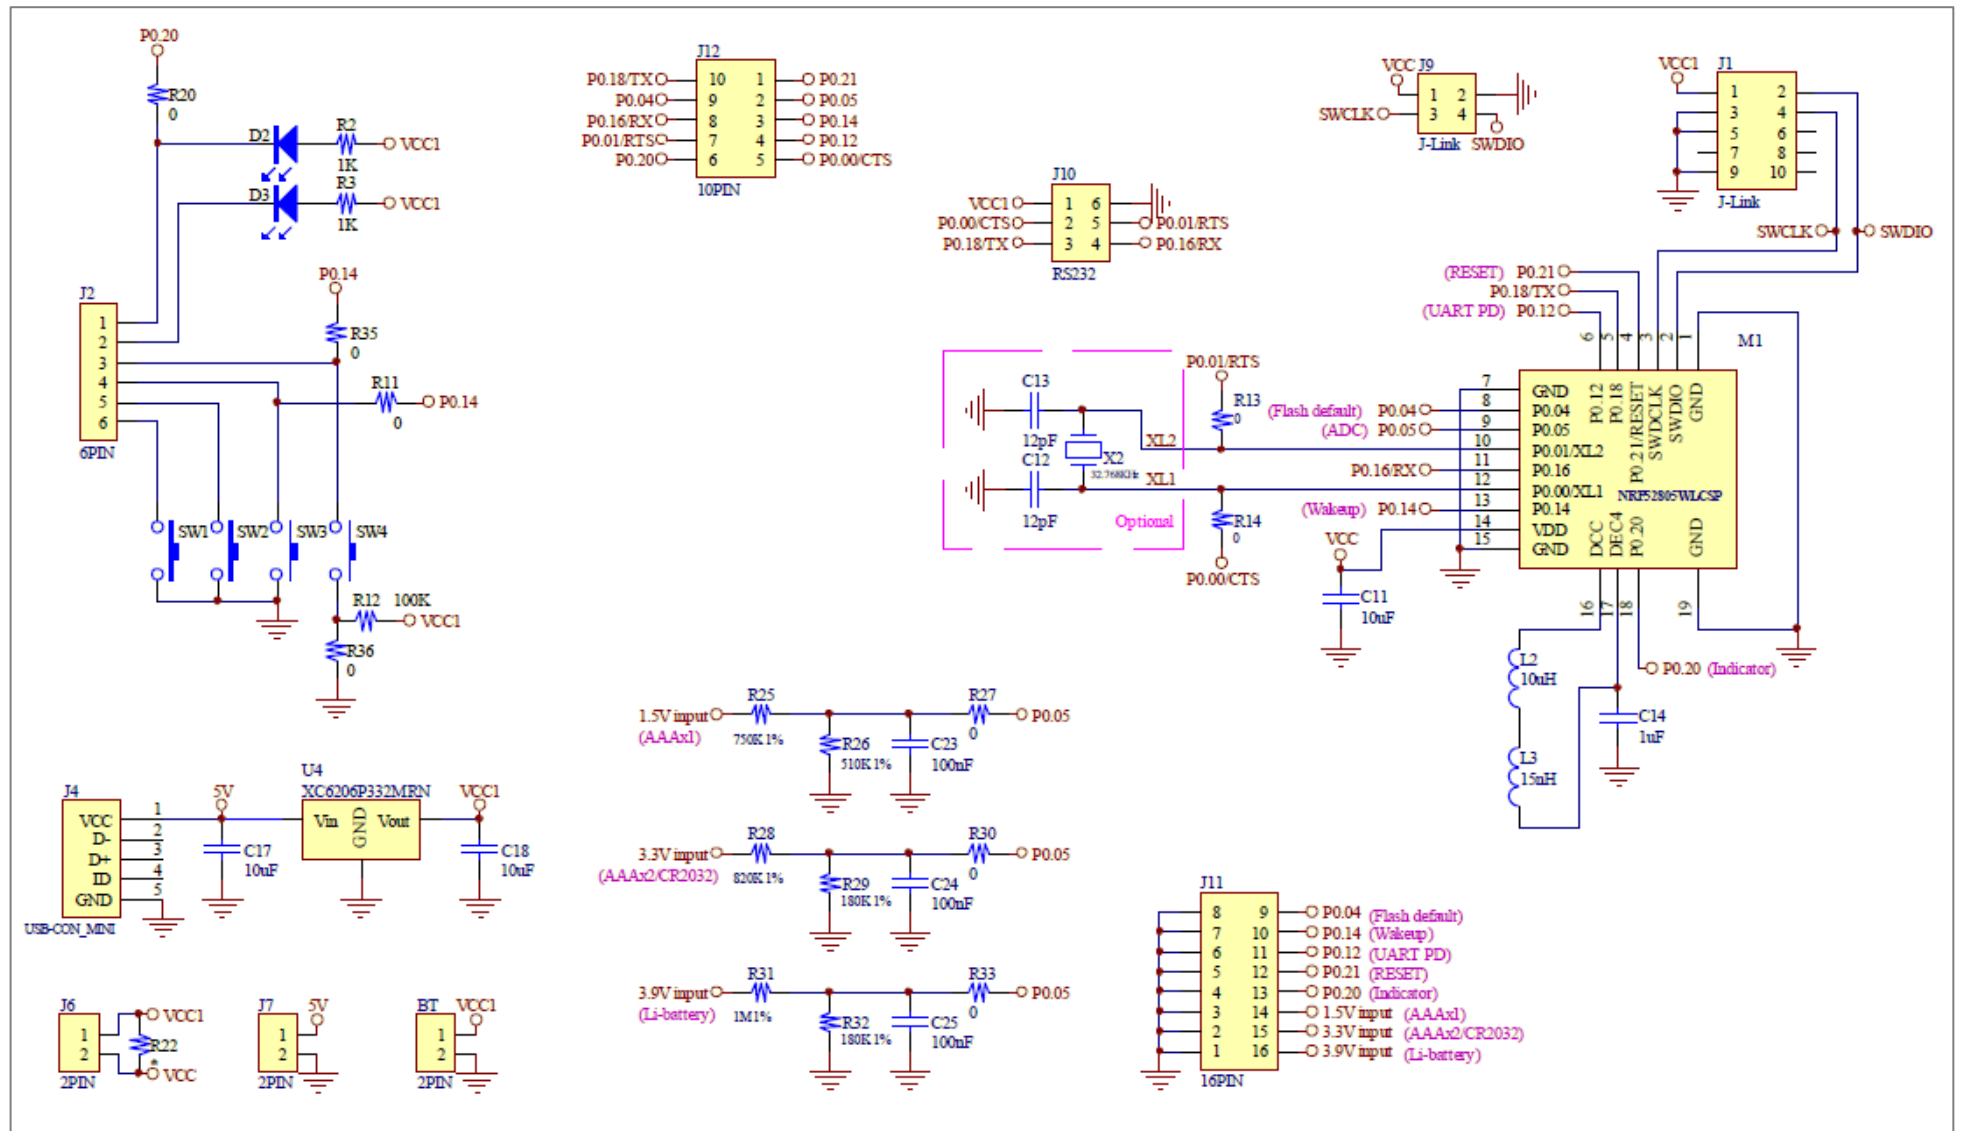 P0.20
R20
0
D2
R2
1K
VCC1
D3
R3
1K
VCC1
P0.14
R35
0
J2
1
2
3
4
5
6
6PIN
R11
0
P0.14
SW1
SW2
SW3
SW4
R12
100K
VCC1
R36
0
J12
P0.18/TX 10 1 P0.21
P0.04 9 2 P0.05
P0.16/RX 8 3 P0.14
P0.01/RTS 7 4 P0.12
P0.20 6 5 P0.00/CTS
10PIN
J10
VCC1 1 6
P0.00/CTS 2 5 P0.01/RTS
P0.18/TX 3 4 P0.16/RX
RS232
VCC J9
1 2
SWCLK 3 4
J-Link SWDIO
VCC1 J1
1 2
3 4
5 6
7 8
9 10
J-Link
SWCLK SWDIO
(RESET) P0.21
P0.18/TX
(UART PD) P0.12
6 5 4 3 2 1
M1
P0.12 P0.18 P0.21/RESET SWDCLK SWDIO GND
7 GND
(Flash default) P0.04 8 P0.04
(ADC) P0.05 9 P0.05
10 P0.01/XL2
P0.16/RX 11 P0.16
12 P0.00/XL1
(Wakeup) P0.14 13 P0.14
14 VDD
15 GND
NRF52805WLCSP
DCC DEC4 P0.20 GND
16 17 18 19
P0.01/RTS
R13
0
C13
12pF
C12
12pF
X2
32.768KHz
XL2
XL1
Optional
R14
0
P0.00/CTS
VCC
C11
10uF
P0.20 (Indicator)
L2
10uH
L3
15nH
C14
1uF
R25 R27
1.5V input P0.05
(AAAx1) 750K 1% 0
R26 C23
510K 1% 100nF
R28 R30
3.3V input P0.05
(AAAx2/CR2032) 820K 1% 0
R29 C24
180K 1% 100nF
R31 R33
3.9V input P0.05
(Li-battery) 1M1% 0
R32 C25
180K 1% 100nF
J4
VCC 1
D- 2
D+ 3
ID 4
GND 5
USB-CON_MINI
5V
C17
10uF
U4
XC6206P332MRN
Vin GND Vout
VCC1
C18
10uF
J6
1
2
2PIN
VCC1
R22
*
VCC
J7
5V
1
2
2PIN
BT
VCC1
1
2
2PIN
J11
8 9 P0.04 (Flash default)
7 10 P0.14 (Wakeup)
6 11 P0.12 (UART PD)
5 12 P0.21 (RESET)
4 13 P0.20 (Indicator)
3 14 1.5V input (AAAx1)
2 15 3.3V input (AAAx2/CR2032)
1 16 3.9V input (Li-battery)
16PIN